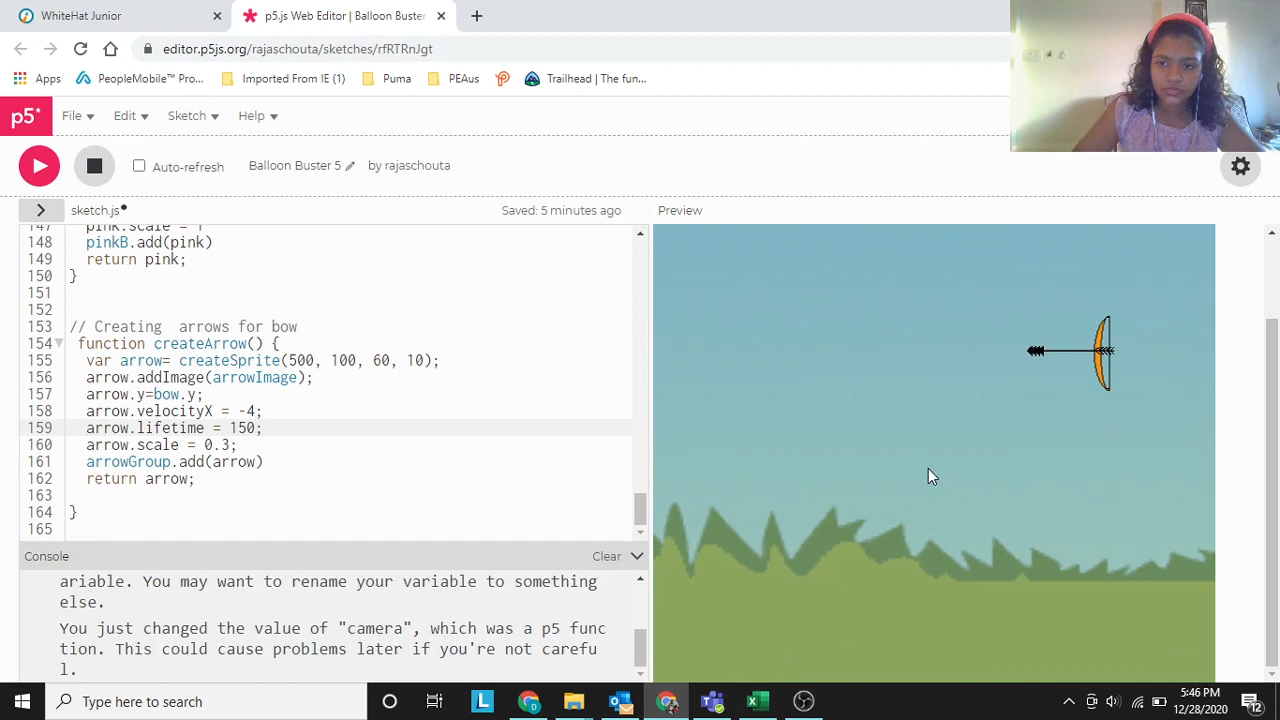 WhiteHat Junior
p5.js Web Editor | Balloon Buster
editor.p5js.org/rajaschouta/sketches/rfRTRnJgt
Apps PeopleMobile™ Pro... Imported From IE (1) Puma PEAus Trailhead | The fun...
p5* File Edit Sketch Help
Auto-refresh Balloon Buster 5 by rajaschouta
sketch.js Saved: 5 minutes ago Preview
147 pink.scale = 1
148 pinkB.add(pink)
149 return pink;
150 }
151
152
153 // Creating arrows for bow
154 function createArrow() {
155 var arrow= createSprite(500, 100, 60, 10);
156 arrow.addImage(arrowImage);
157 arrow.y=bow.y;
158 arrow.velocityX = -4;
159 arrow.lifetime = 150;
160 arrow.scale = 0.3;
161 arrowGroup.add(arrow)
162 return arrow;
163
164 }
165
Console Clear
ariable. You may want to rename your variable to something
else.
You just changed the value of "camera", which was a p5 func
tion. This could cause problems later if you're not carefu
l.
Type here to search
5:46 PM
12/28/2020
12